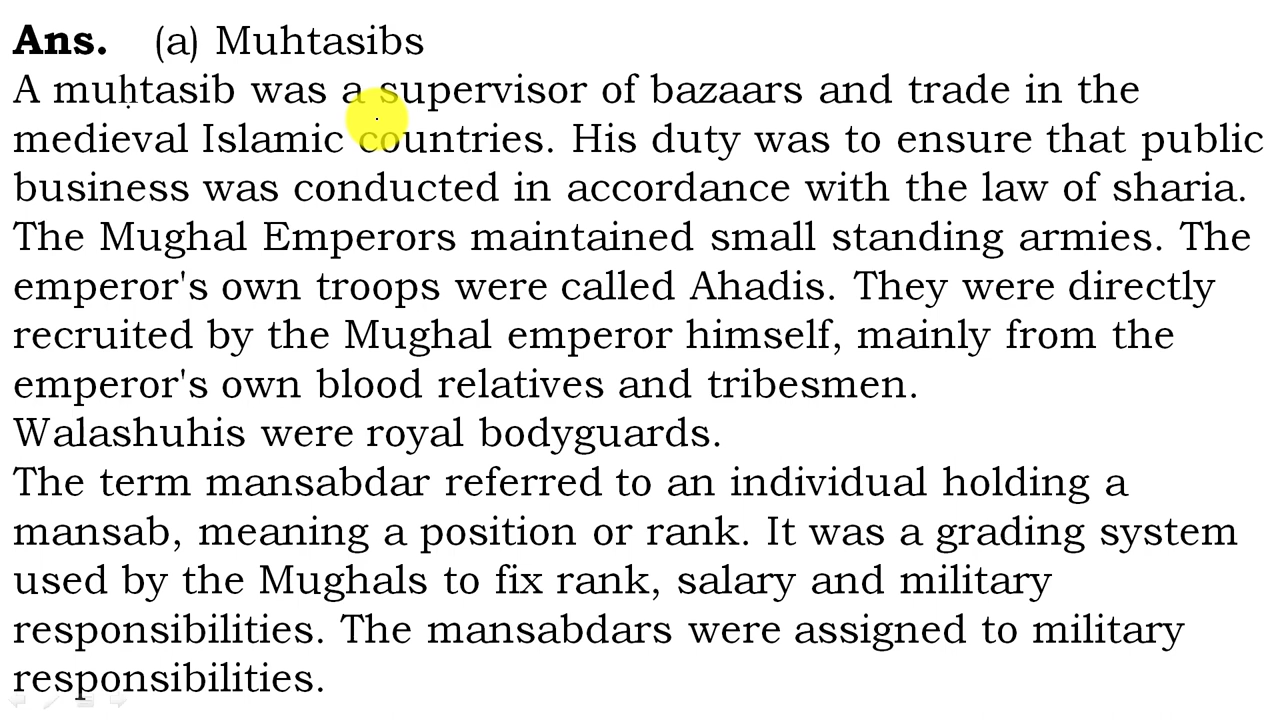 Ans. (a) Muhtasibs
A muḥtasib was a supervisor of bazaars and trade in the
medieval Islamic countries. His duty was to ensure that public
business was conducted in accordance with the law of sharia.
The Mughal Emperors maintained small standing armies. The
emperor's own troops were called Ahadis. They were directly
recruited by the Mughal emperor himself, mainly from the
emperor's own blood relatives and tribesmen.
Walashuhis were royal bodyguards.
The term mansabdar referred to an individual holding a
mansab, meaning a position or rank. It was a grading system
used by the Mughals to fix rank, salary and military
responsibilities. The mansabdars were assigned to military
responsibilities.